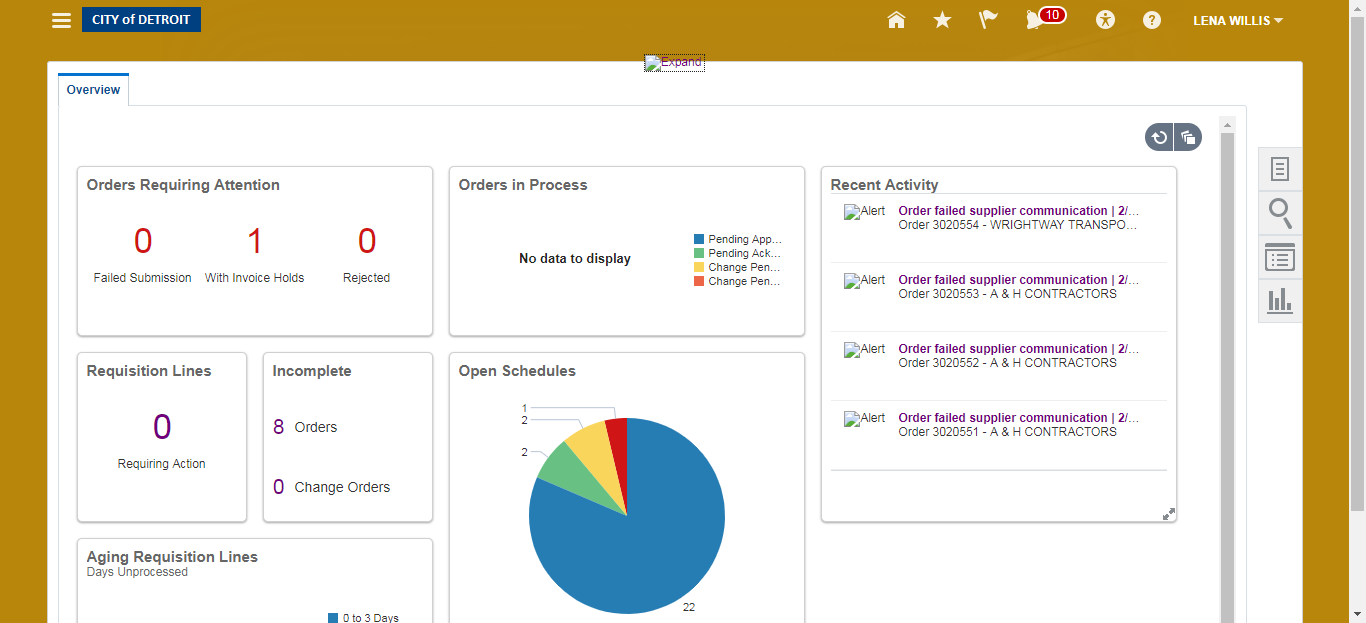 CITY of DETROIT
10
?
LENA WILLIS
Expand
Overview
Orders Requiring Attention
0
1
0
Failed Submission
With Invoice Holds
Rejected
Orders in Process
No data to display
Pending App...
Pending Ack...
Change Pen...
Change Pen...
Recent Activity
Alert
Order failed supplier communication | 2/...
Order 3020554 - WRIGHTWAY TRANSPO...
Alert
Order failed supplier communication | 2/...
Order 3020553 - A & H CONTRACTORS
Alert
Order failed supplier communication | 2/...
Order 3020552 - A & H CONTRACTORS
Alert
Order failed supplier communication | 2/...
Order 3020551 - A & H CONTRACTORS
Requisition Lines
0
Requiring Action
Incomplete
8 Orders
0 Change Orders
Open Schedules
1
2
2
22
Aging Requisition Lines
Days Unprocessed
0 to 3 Days